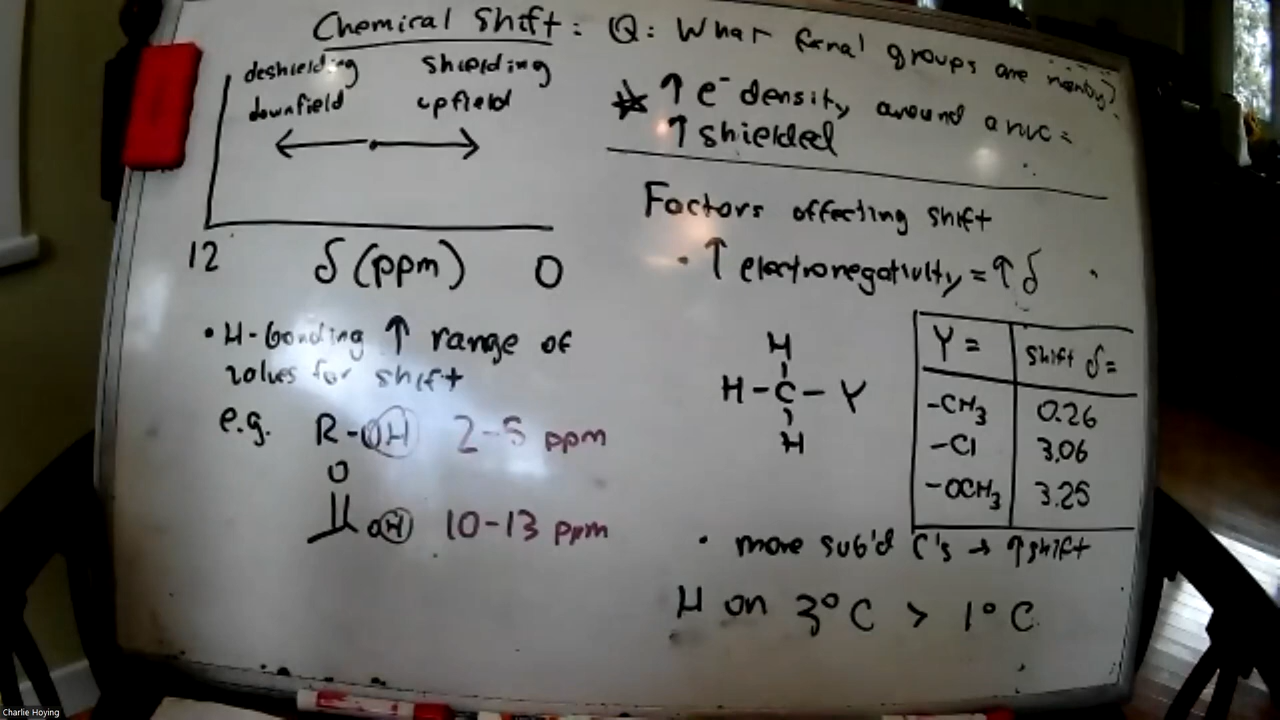 Chemical Shift: Q: What fxnal groups are nearby?
deshielding shielding
downfield upfield
↑ e⁻ density around a nuc =
↑ shielded
12 δ (ppm) 0
Factors affecting shift
• ↑ electronegativity = ↑ δ
• H-bonding ↑ range of
values for shift
e.g. R-OH 2-5 ppm
O
OH 10-13 ppm
H
H-C-Y
H
Y = shift δ=
-CH₃ 0.26
-Cl 3.06
-OCH₃ 3.25
• more sub'd C's → ↑shift
H on 3° C > 1° C
Charlie Hoying